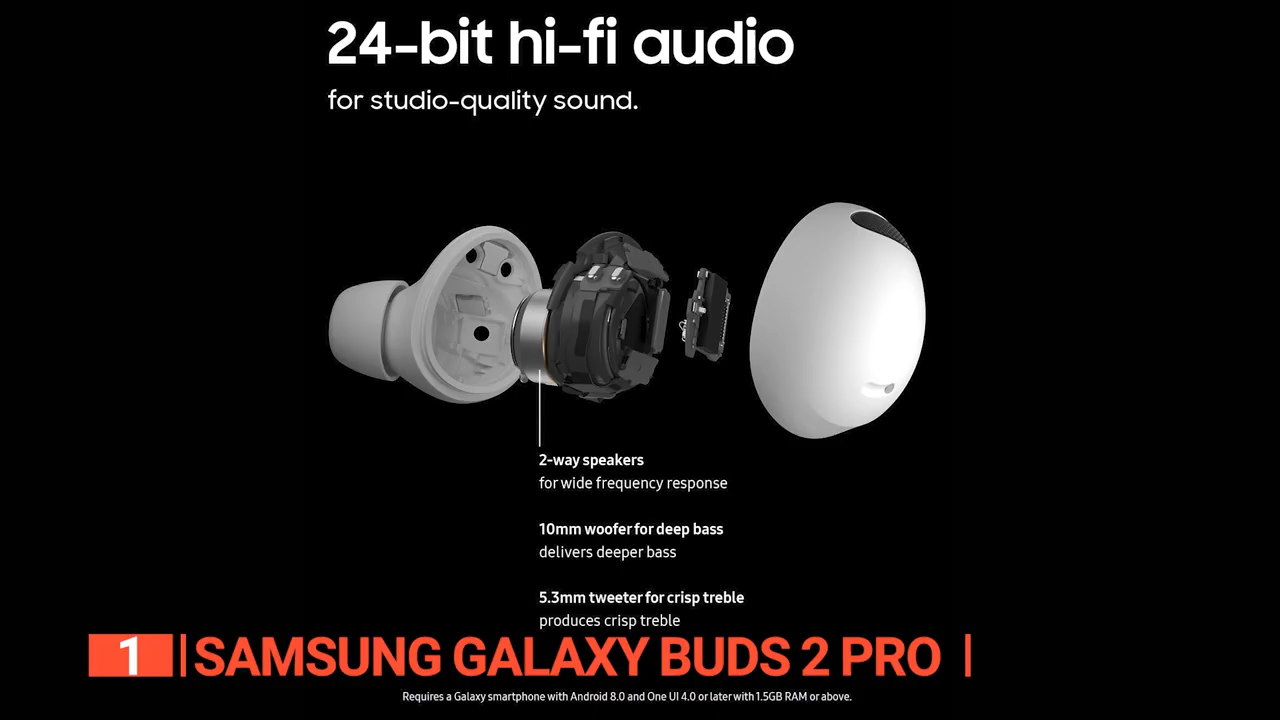 24-bit hi-fi audio
for studio-quality sound.
2-way speakers
for wide frequency response
10mm woofer for deep bass
delivers deeper bass
5.3mm tweeter for crisp treble
produces crisp treble
1 SAMSUNG GALAXY BUDS 2 PRO
Requires a Galaxy smartphone with Android 8.0 and One UI 4.0 or later with 1.5GB RAM or above.